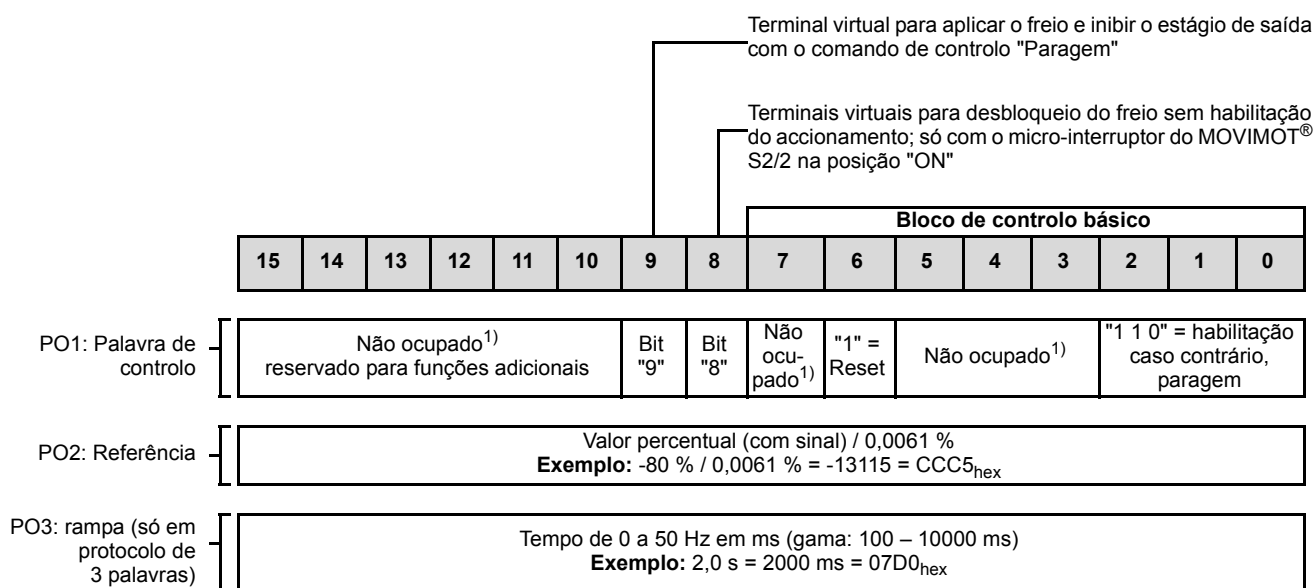 Terminal virtual para aplicar o freio e inibir o estágio de saída
com o comando de controlo "Paragem"
Terminais virtuais para desbloqueio do freio sem habilitação
do accionamento; só com o micro-interruptor do MOVIMOT®
S2/2 na posição "ON"
Bloco de controlo básico
15 14 13 12 11 10 9 8 7 6 5 4 3 2 1 0
PO1: Palavra de
controlo
Não ocupado1)
reservado para funções adicionais
Bit
"9"
Bit
"8"
Não
ocu-
pado1)
"1" =
Reset
Não ocupado1)
"1 1 0" = habilitação
caso contrário,
paragem
PO2: Referência
Valor percentual (com sinal) / 0,0061 %
Exemplo: -80 % / 0,0061 % = -13115 = CCC5hex
PO3: rampa (só em
protocolo de
3 palavras)
Tempo de 0 a 50 Hz em ms (gama: 100 – 10000 ms)
Exemplo: 2,0 s = 2000 ms = 07D0hex